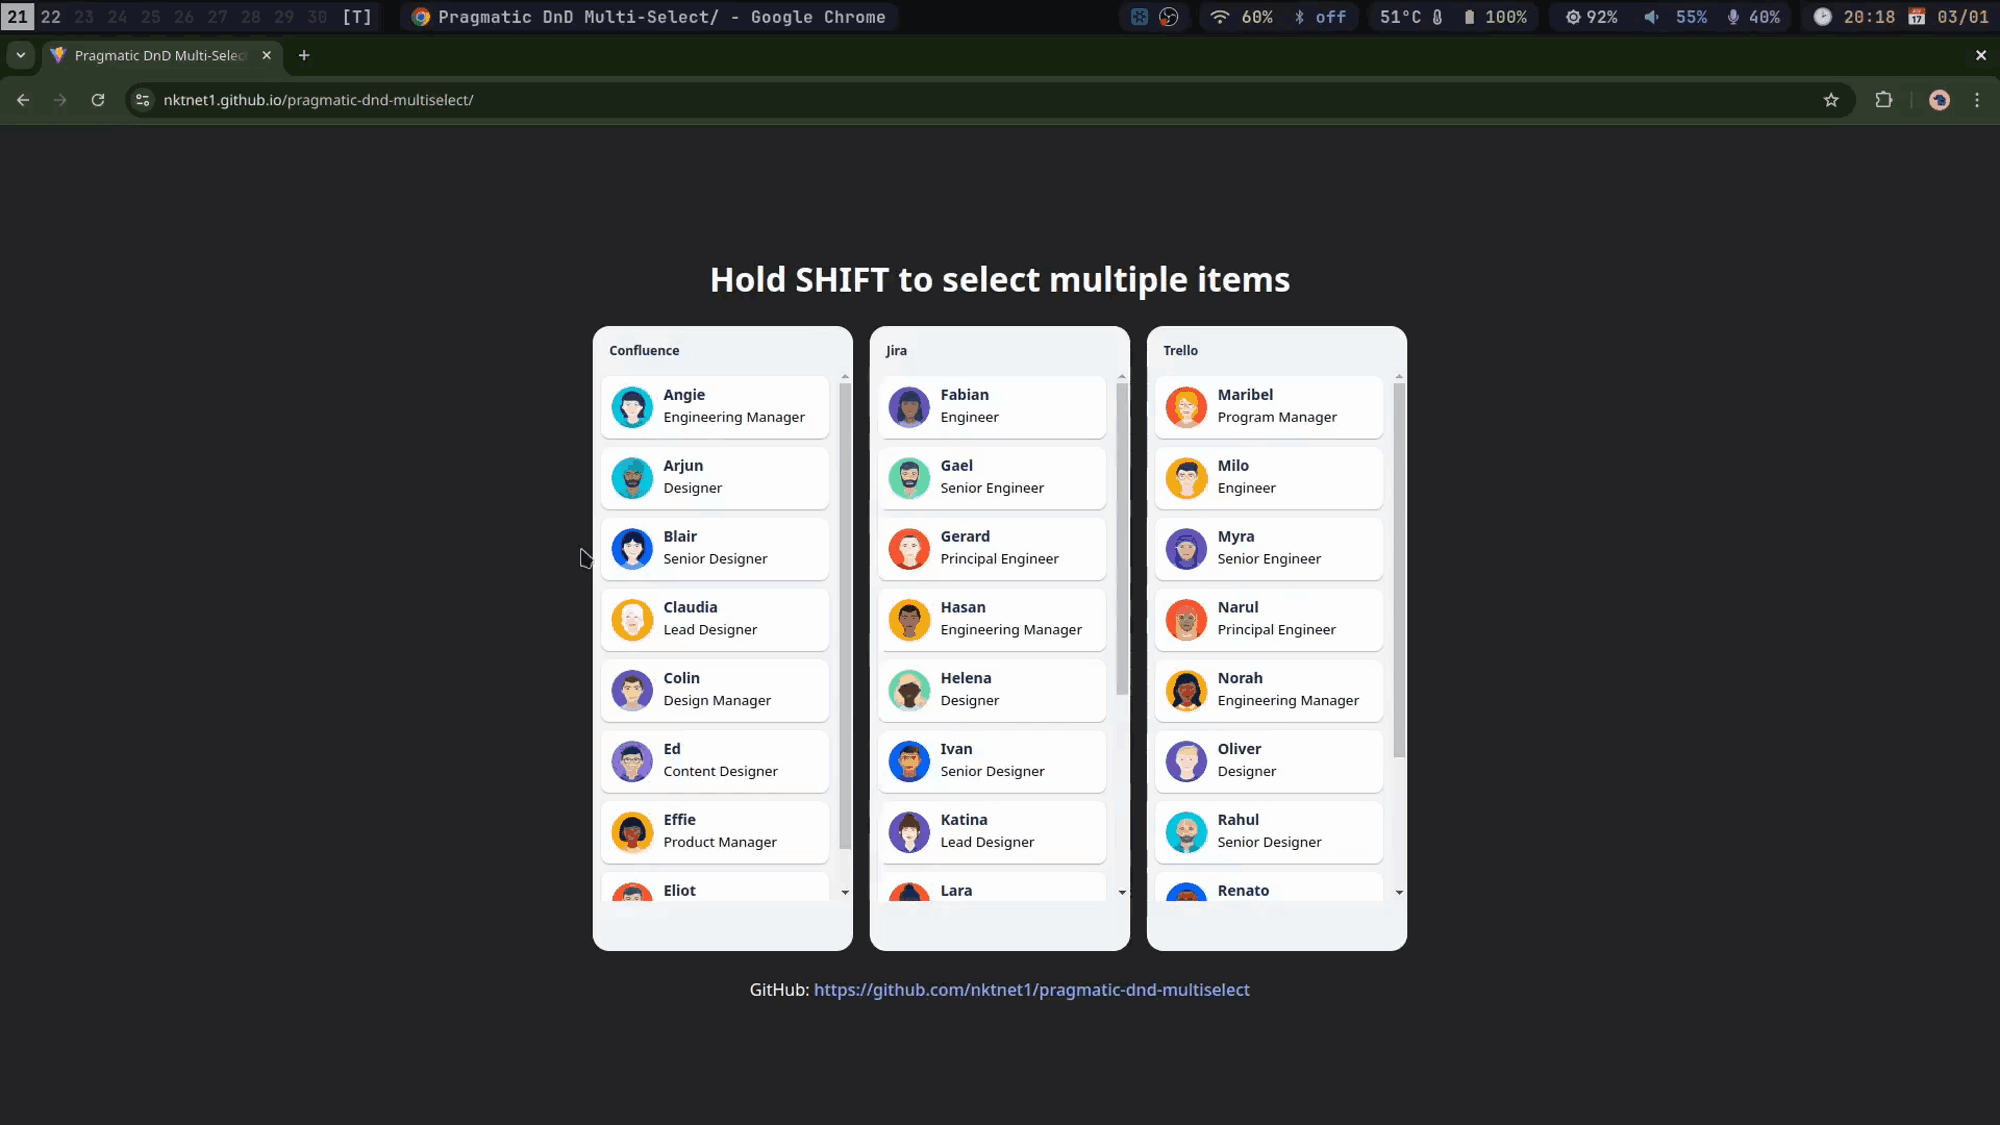 21 22 23 24 25 26 27 28 29 30 [T] Pragmatic DnD Multi-Select/ - Google Chrome 60% off 51°C 100% 92% 55% 40% 20:18 03/01
Pragmatic DnD Multi-Selec
nktnet1.github.io/pragmatic-dnd-multiselect/
Hold SHIFT to select multiple items
Confluence
Angie
Engineering Manager
Arjun
Designer
Blair
Senior Designer
Claudia
Lead Designer
Colin
Design Manager
Ed
Content Designer
Effie
Product Manager
Eliot
Jira
Fabian
Engineer
Gael
Senior Engineer
Gerard
Principal Engineer
Hasan
Engineering Manager
Helena
Designer
Ivan
Senior Designer
Katina
Lead Designer
Lara
Trello
Maribel
Program Manager
Milo
Engineer
Myra
Senior Engineer
Narul
Principal Engineer
Norah
Engineering Manager
Oliver
Designer
Rahul
Senior Designer
Renato
GitHub: https://github.com/nktnet1/pragmatic-dnd-multiselect